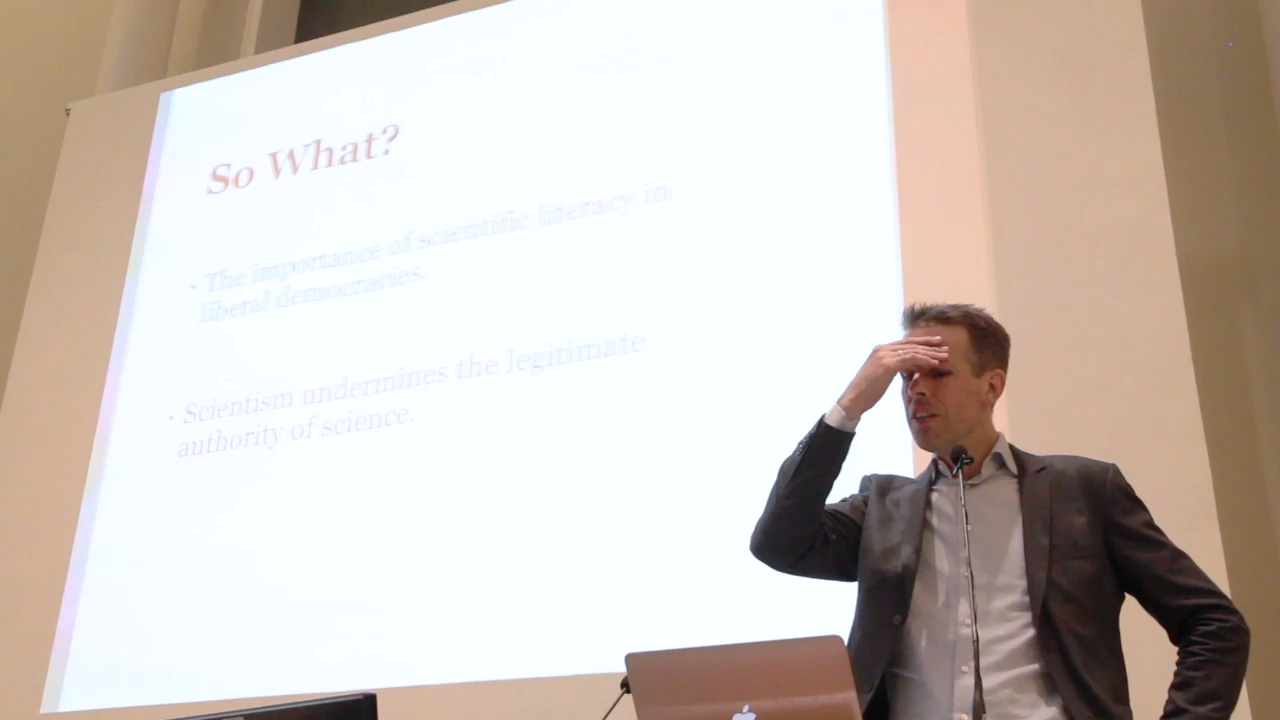 So What?
· The importance of scientific literacy in
liberal democracies.
· Scientism undermines the legitimate
authority of science.